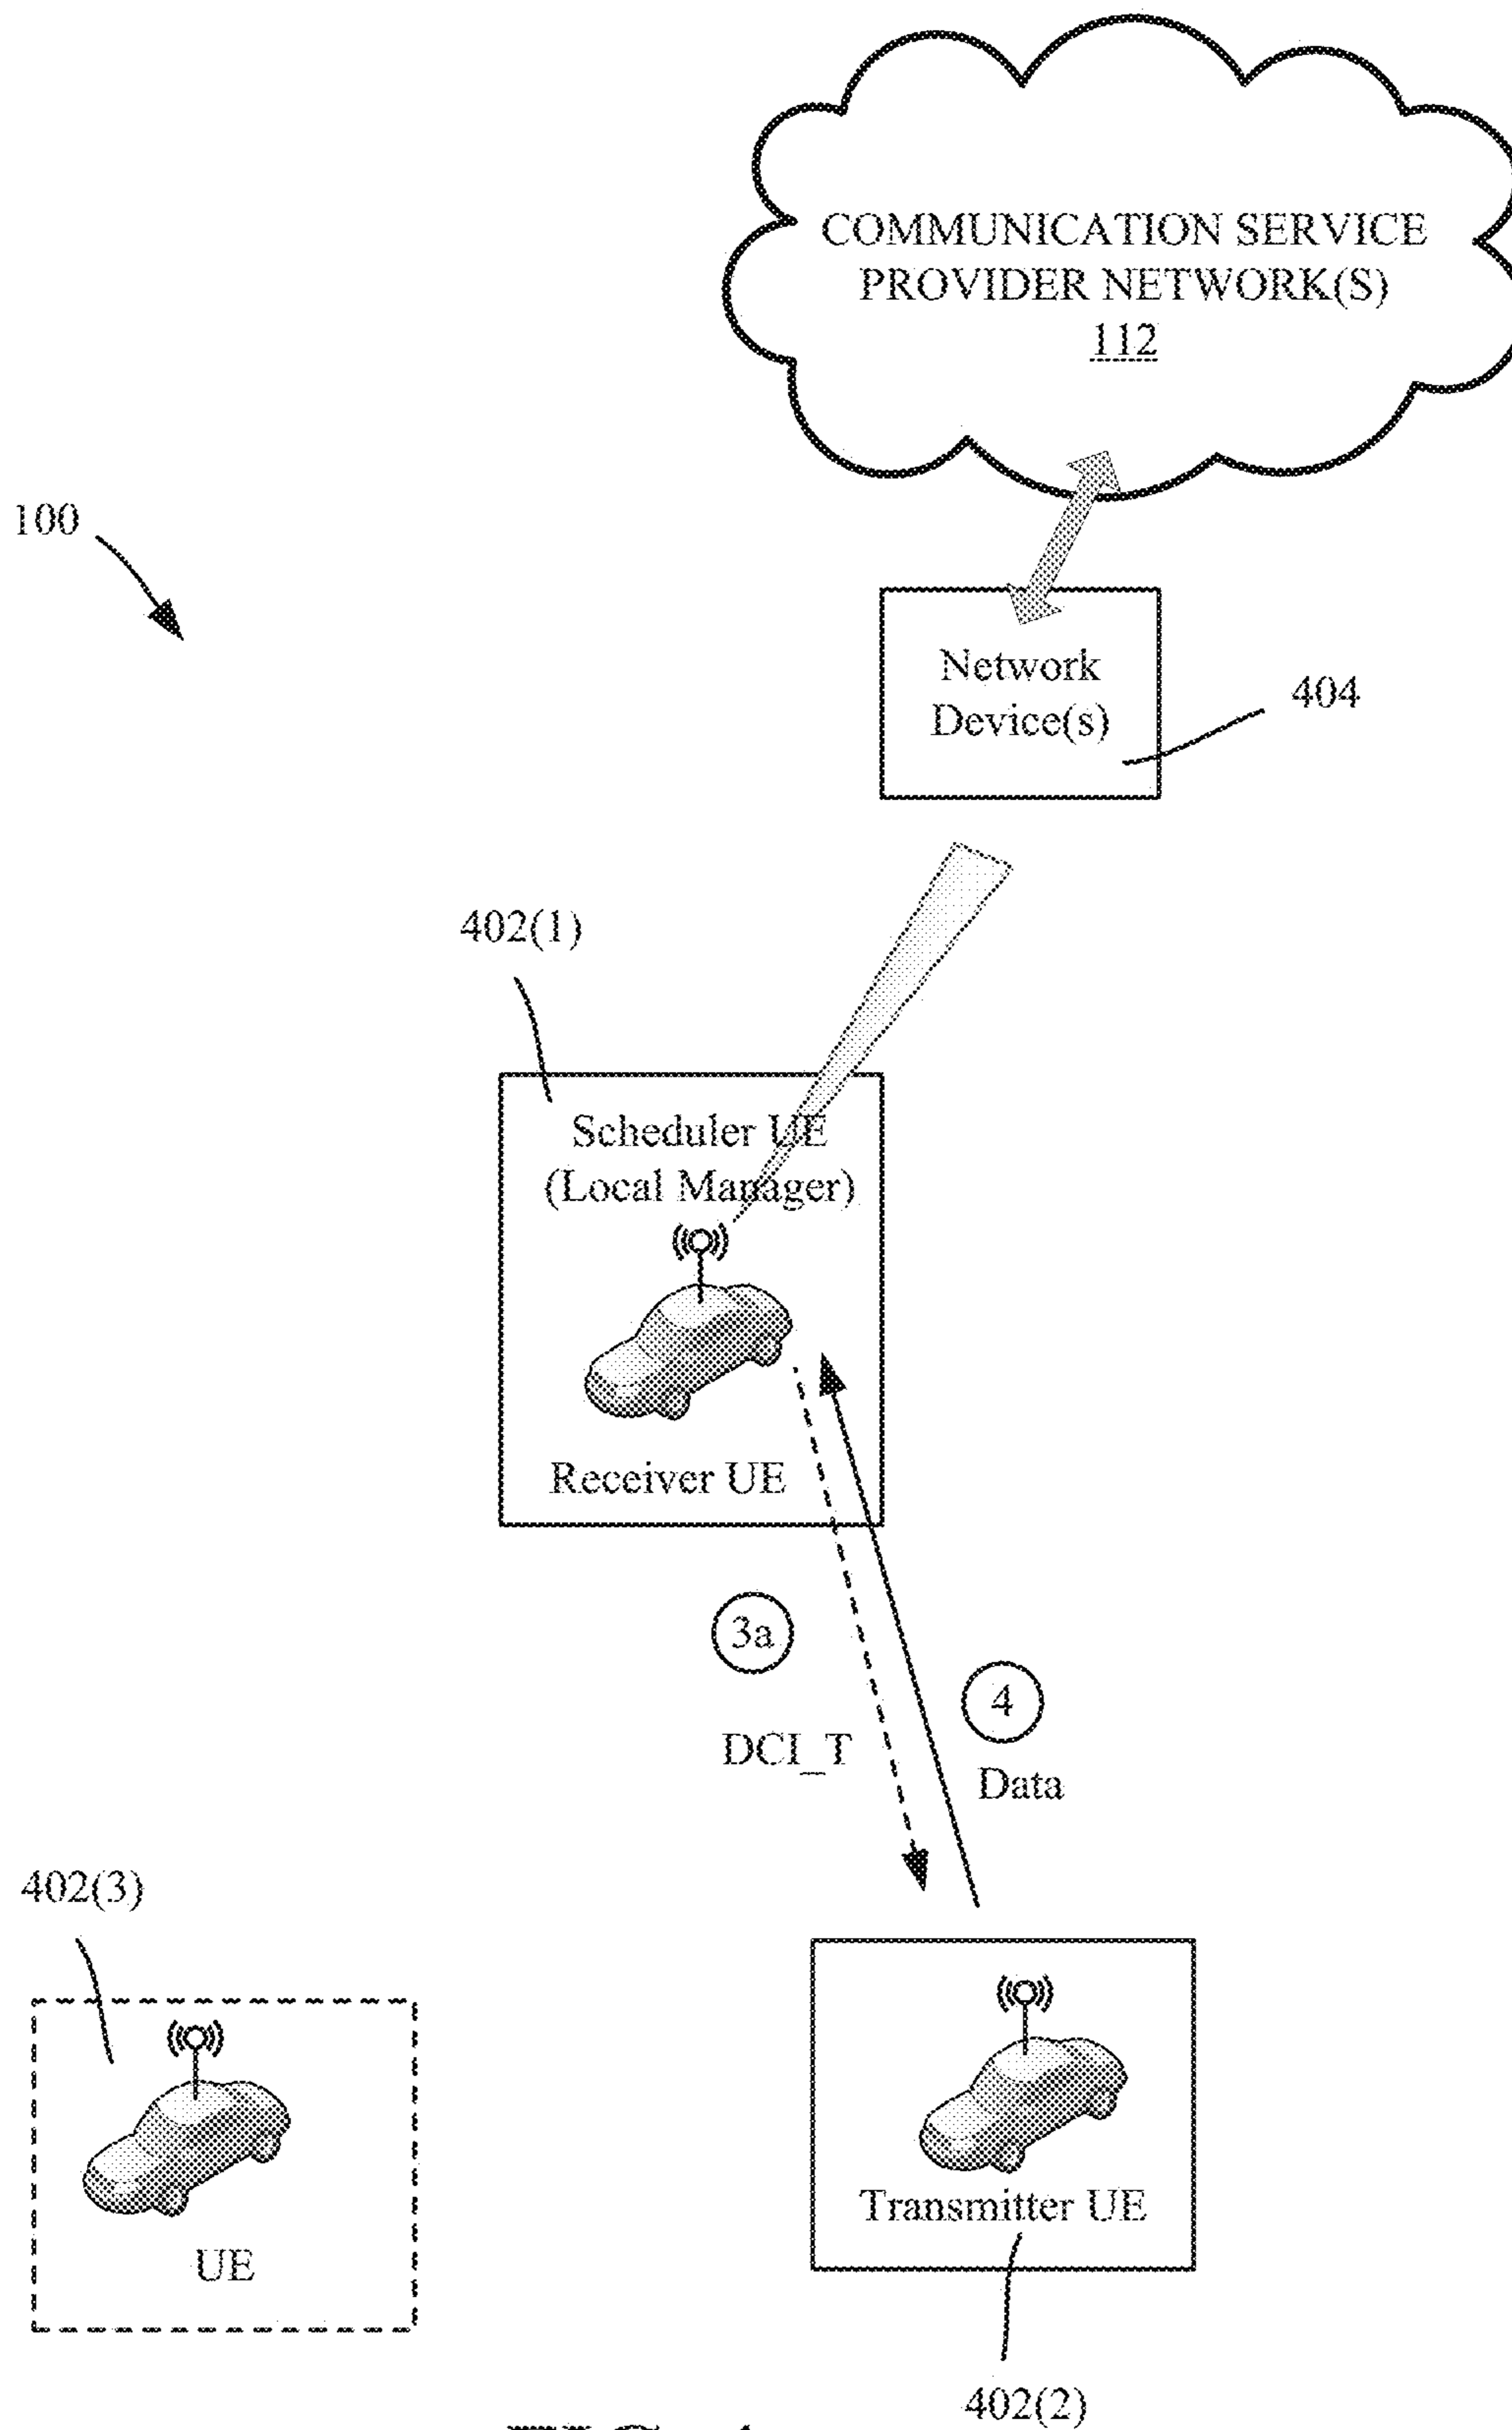 COMMUNICATION SERVICE
PROVIDER NETWORK(S)
112
100
Network
Device(s)
404
402(1)
Scheduler UE
(Local Manager)
Receiver UE
3a
4
DCI_T
Data
402(3)
UE
Transmitter UE
402(2)